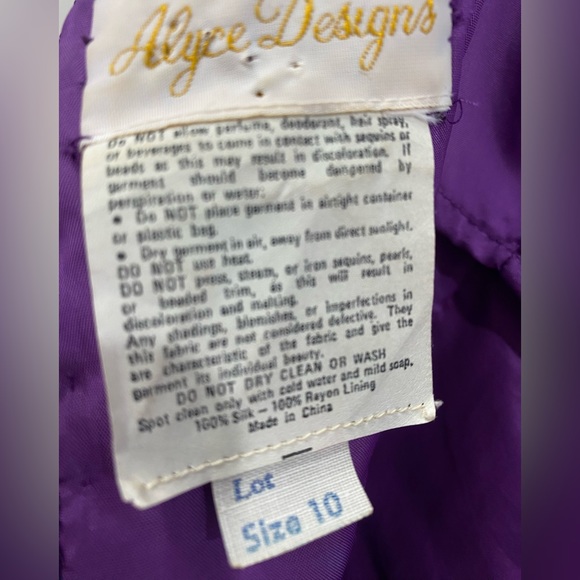 Alyce Designs
Do NOT allow perfume, deodorant, hair spray,
or beverages to come in contact with sequins or
beads as this may result in discoloration. If
garment should become dangened by
perspiration or water:
• Do NOT place garment in airtight container
or plastic bag.
• Dry garment in air, away from direct sunlight.
DO NOT use heat.
DO NOT press, steam, or iron sequins, pearls,
or beaded trim, as this will result in
discoloration and malting.
Any shadings, blemishes, or imperfections in
this fabric are not considered defective. They
are characteristic of the fabric and give the
garment its individual beauty.
DO NOT DRY CLEAN OR WASH
Spot clean only with cold water and mild soap.
100% Silk - 100% Rayon Lining
Made in China
Lot
Size 10